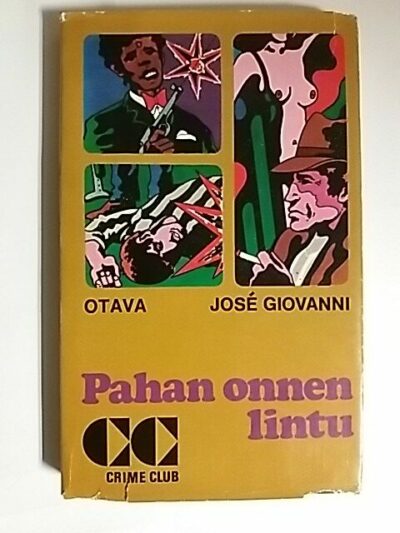 OTAVA
JOSÉ GIOVANNI
Pahan onnen
lintu
CC
CRIME CLUB